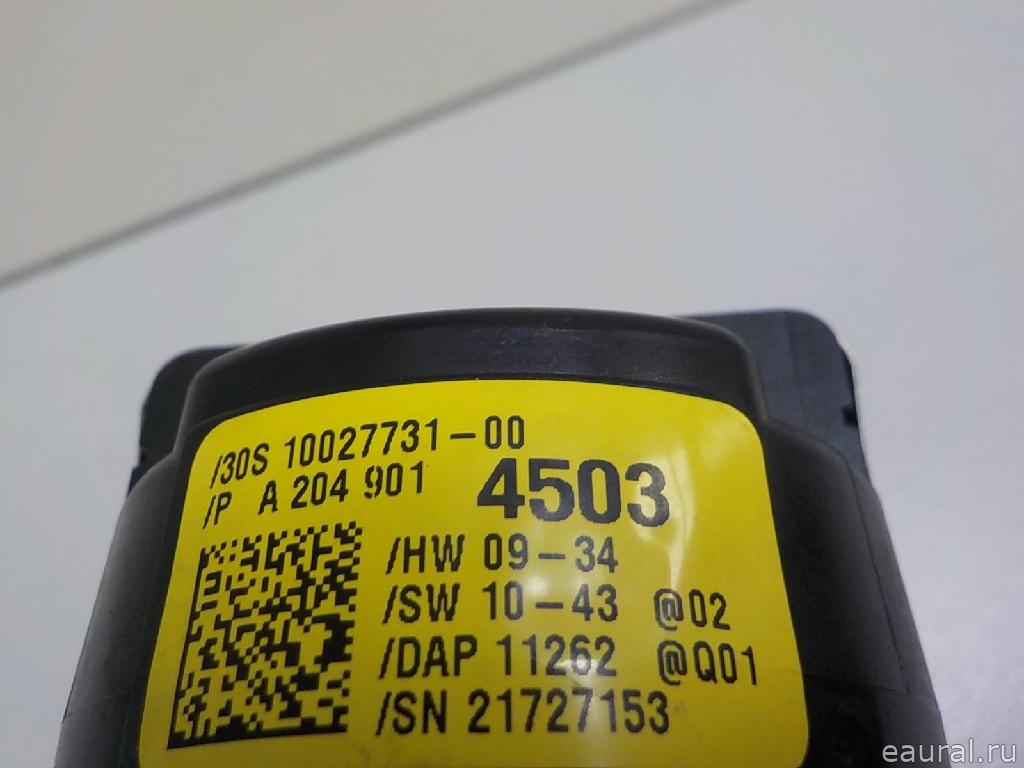 /30S 10027731-00
/P A 204 901 4503
/HW 09-34
/SW 10-43 @02
/DAP 11262 @Q01
/SN 21727153
eaural.ru